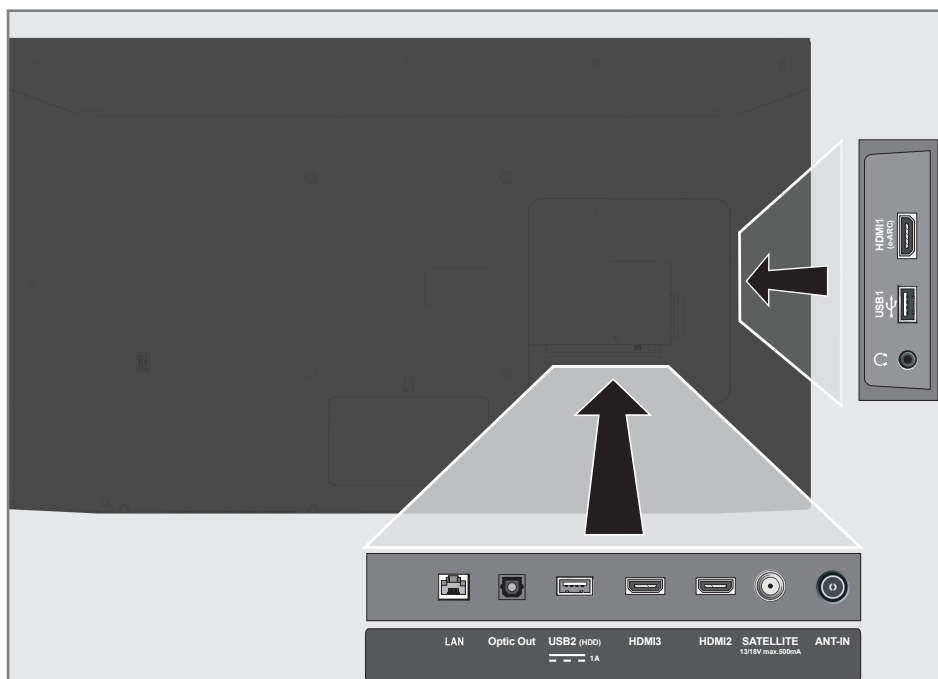 HDMI1
(e-ARC)
USB1
LAN
Optic Out
USB2 (HDD)
1A
HDMI3
HDMI2
SATELLITE
13/18V max.500mA
ANT-IN